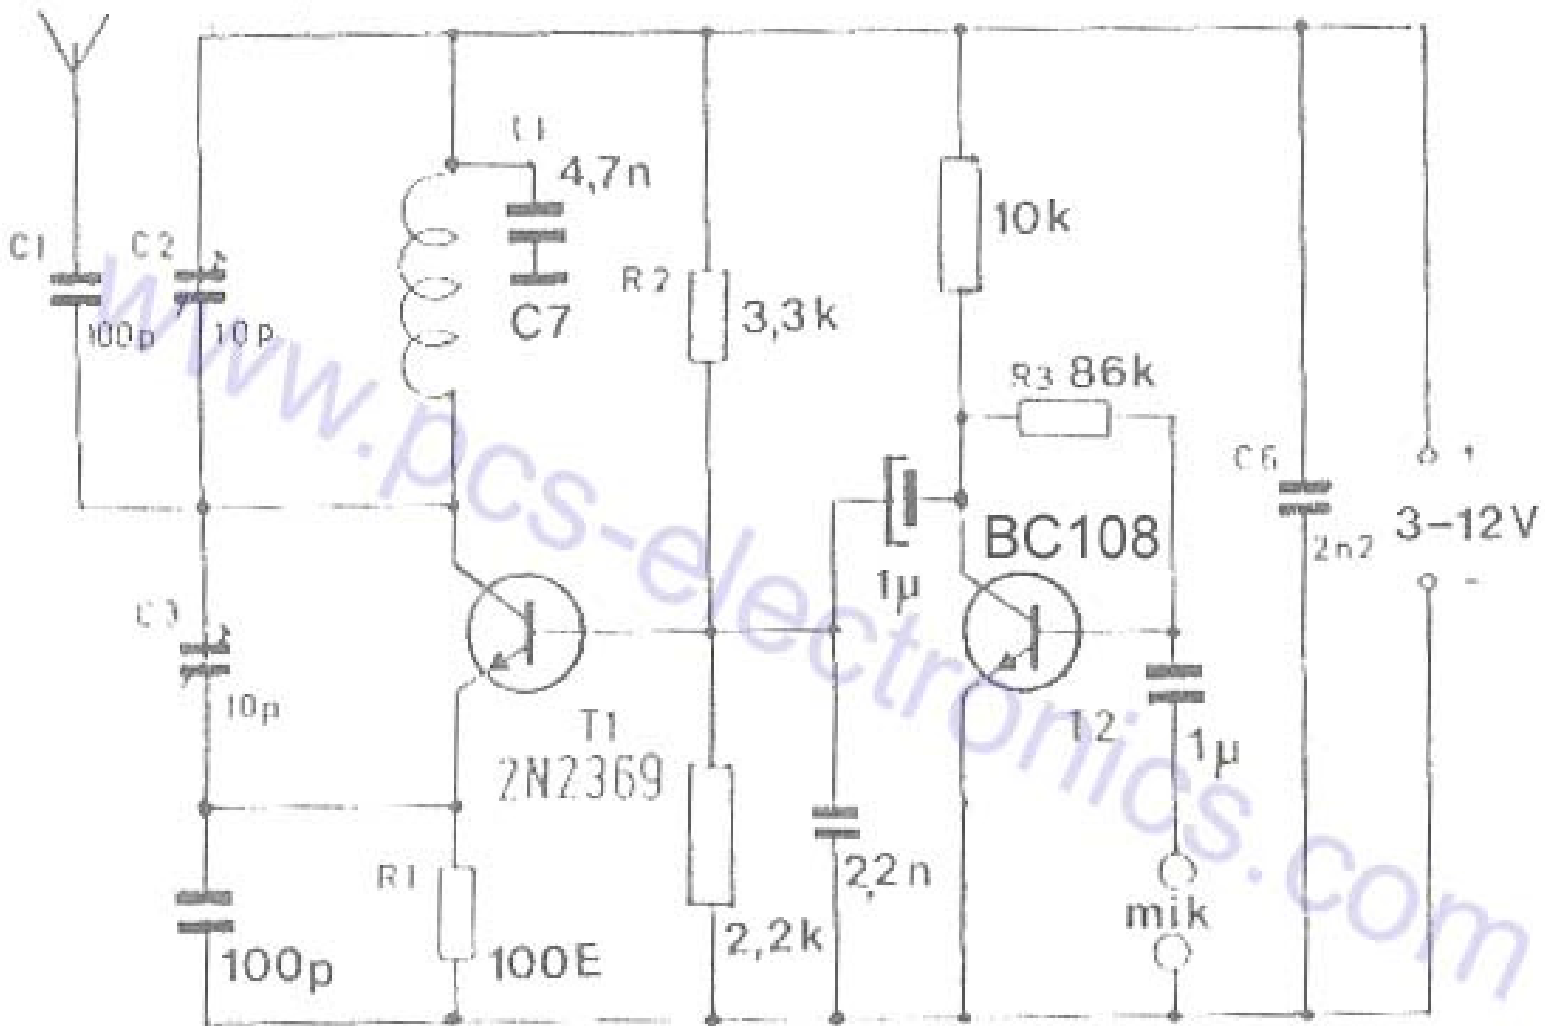 4,7n
C1
C2
10k
R2
100p
10p
C7
3,3k
R3 86k
C6
+
3-12V
BC108
2n2
1μ
-
10p
T1
T2
2N2369
1μ
R1
2,2n
mik
100p
100E
2,2k
www.pcs-electronics.com